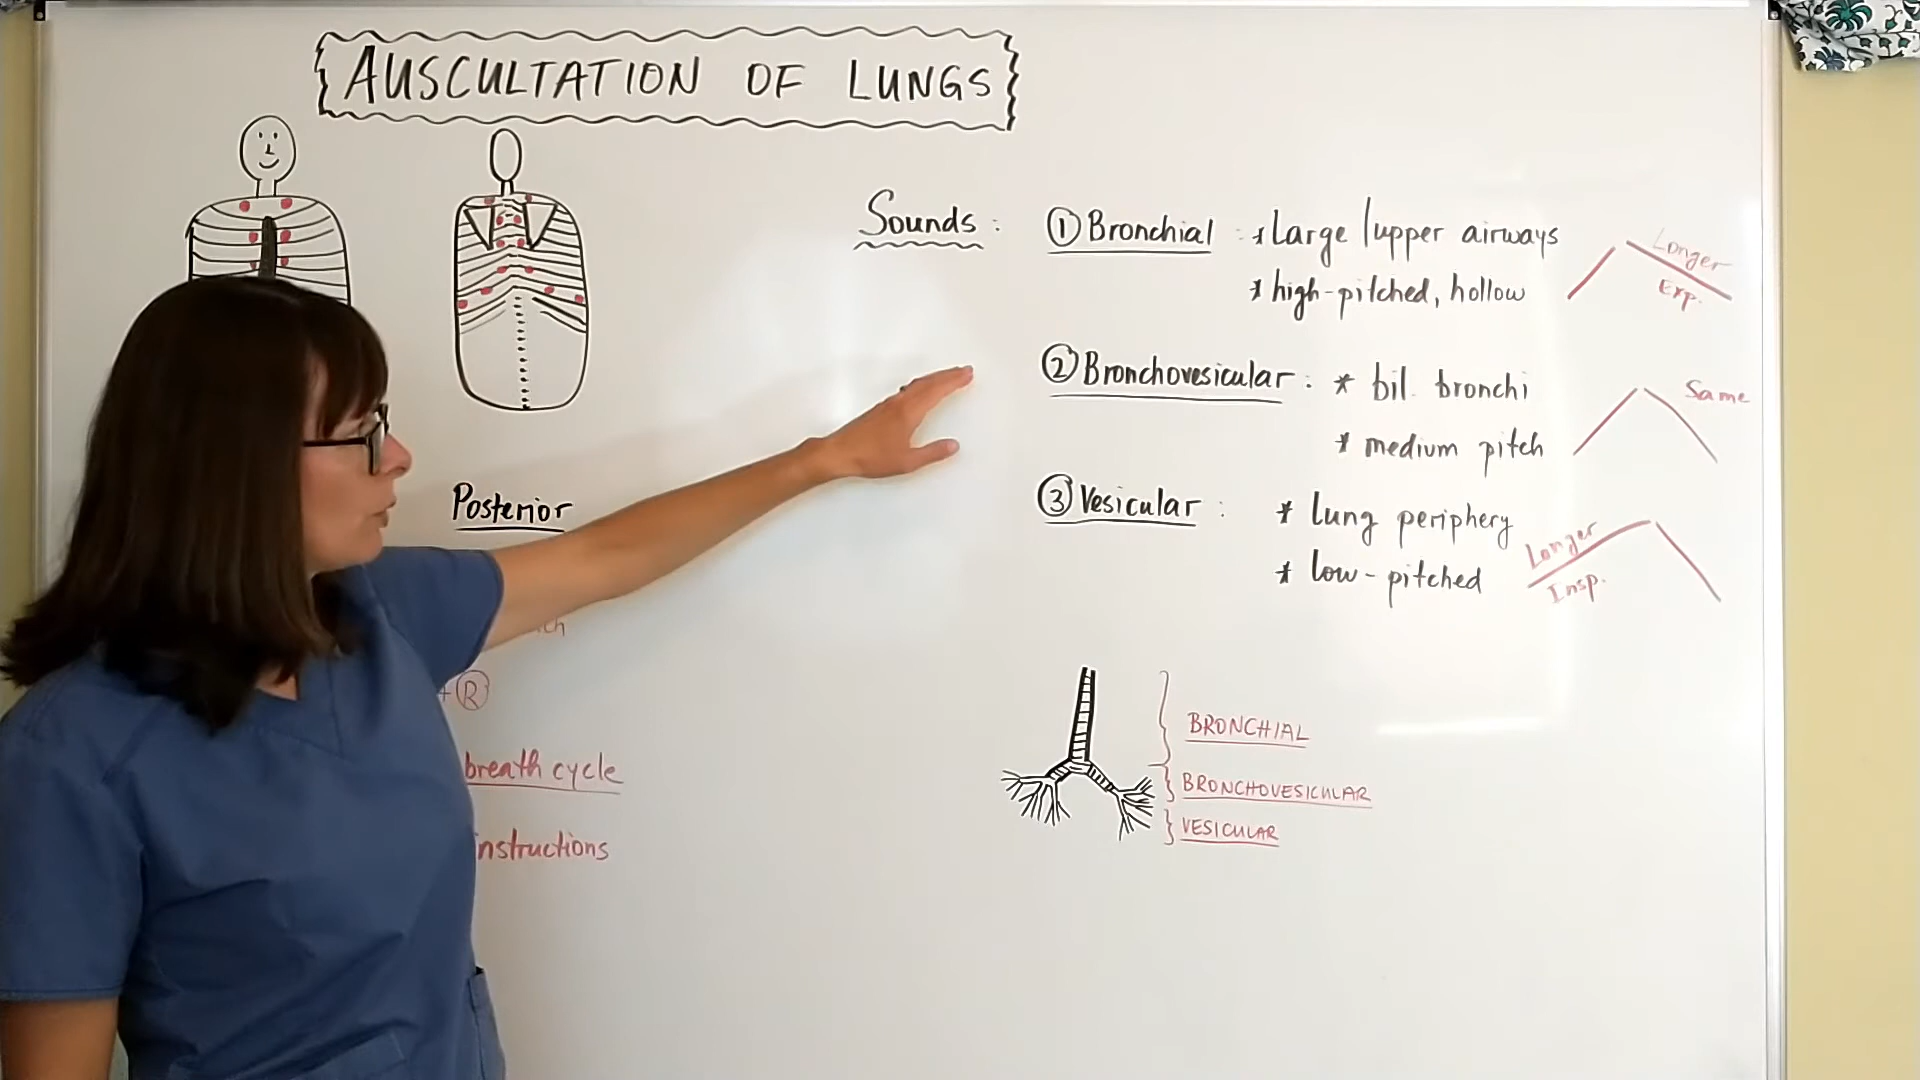 AUSCULTATION OF LUNGS
Sounds :
① Bronchial : * Large / upper airways
* high-pitched, hollow
Longer
Exp.
② Bronchovesicular : * bil. bronchi
* medium pitch
Same
③ Vesicular : * lung periphery
* low - pitched
Longer
Insp.
Posterior
+ Ⓡ
breath cycle
instructions
BRONCHIAL
BRONCHOVESICULAR
VESICULAR